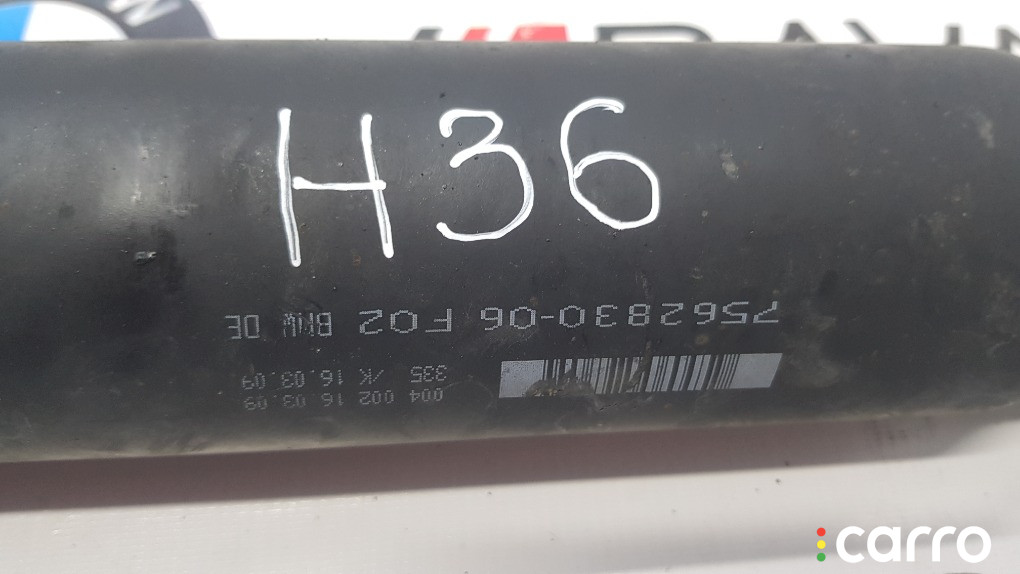 H36
7562830-06 F02 BMW DE
004 002 16.03.09
335 /K 16.03.09
carro